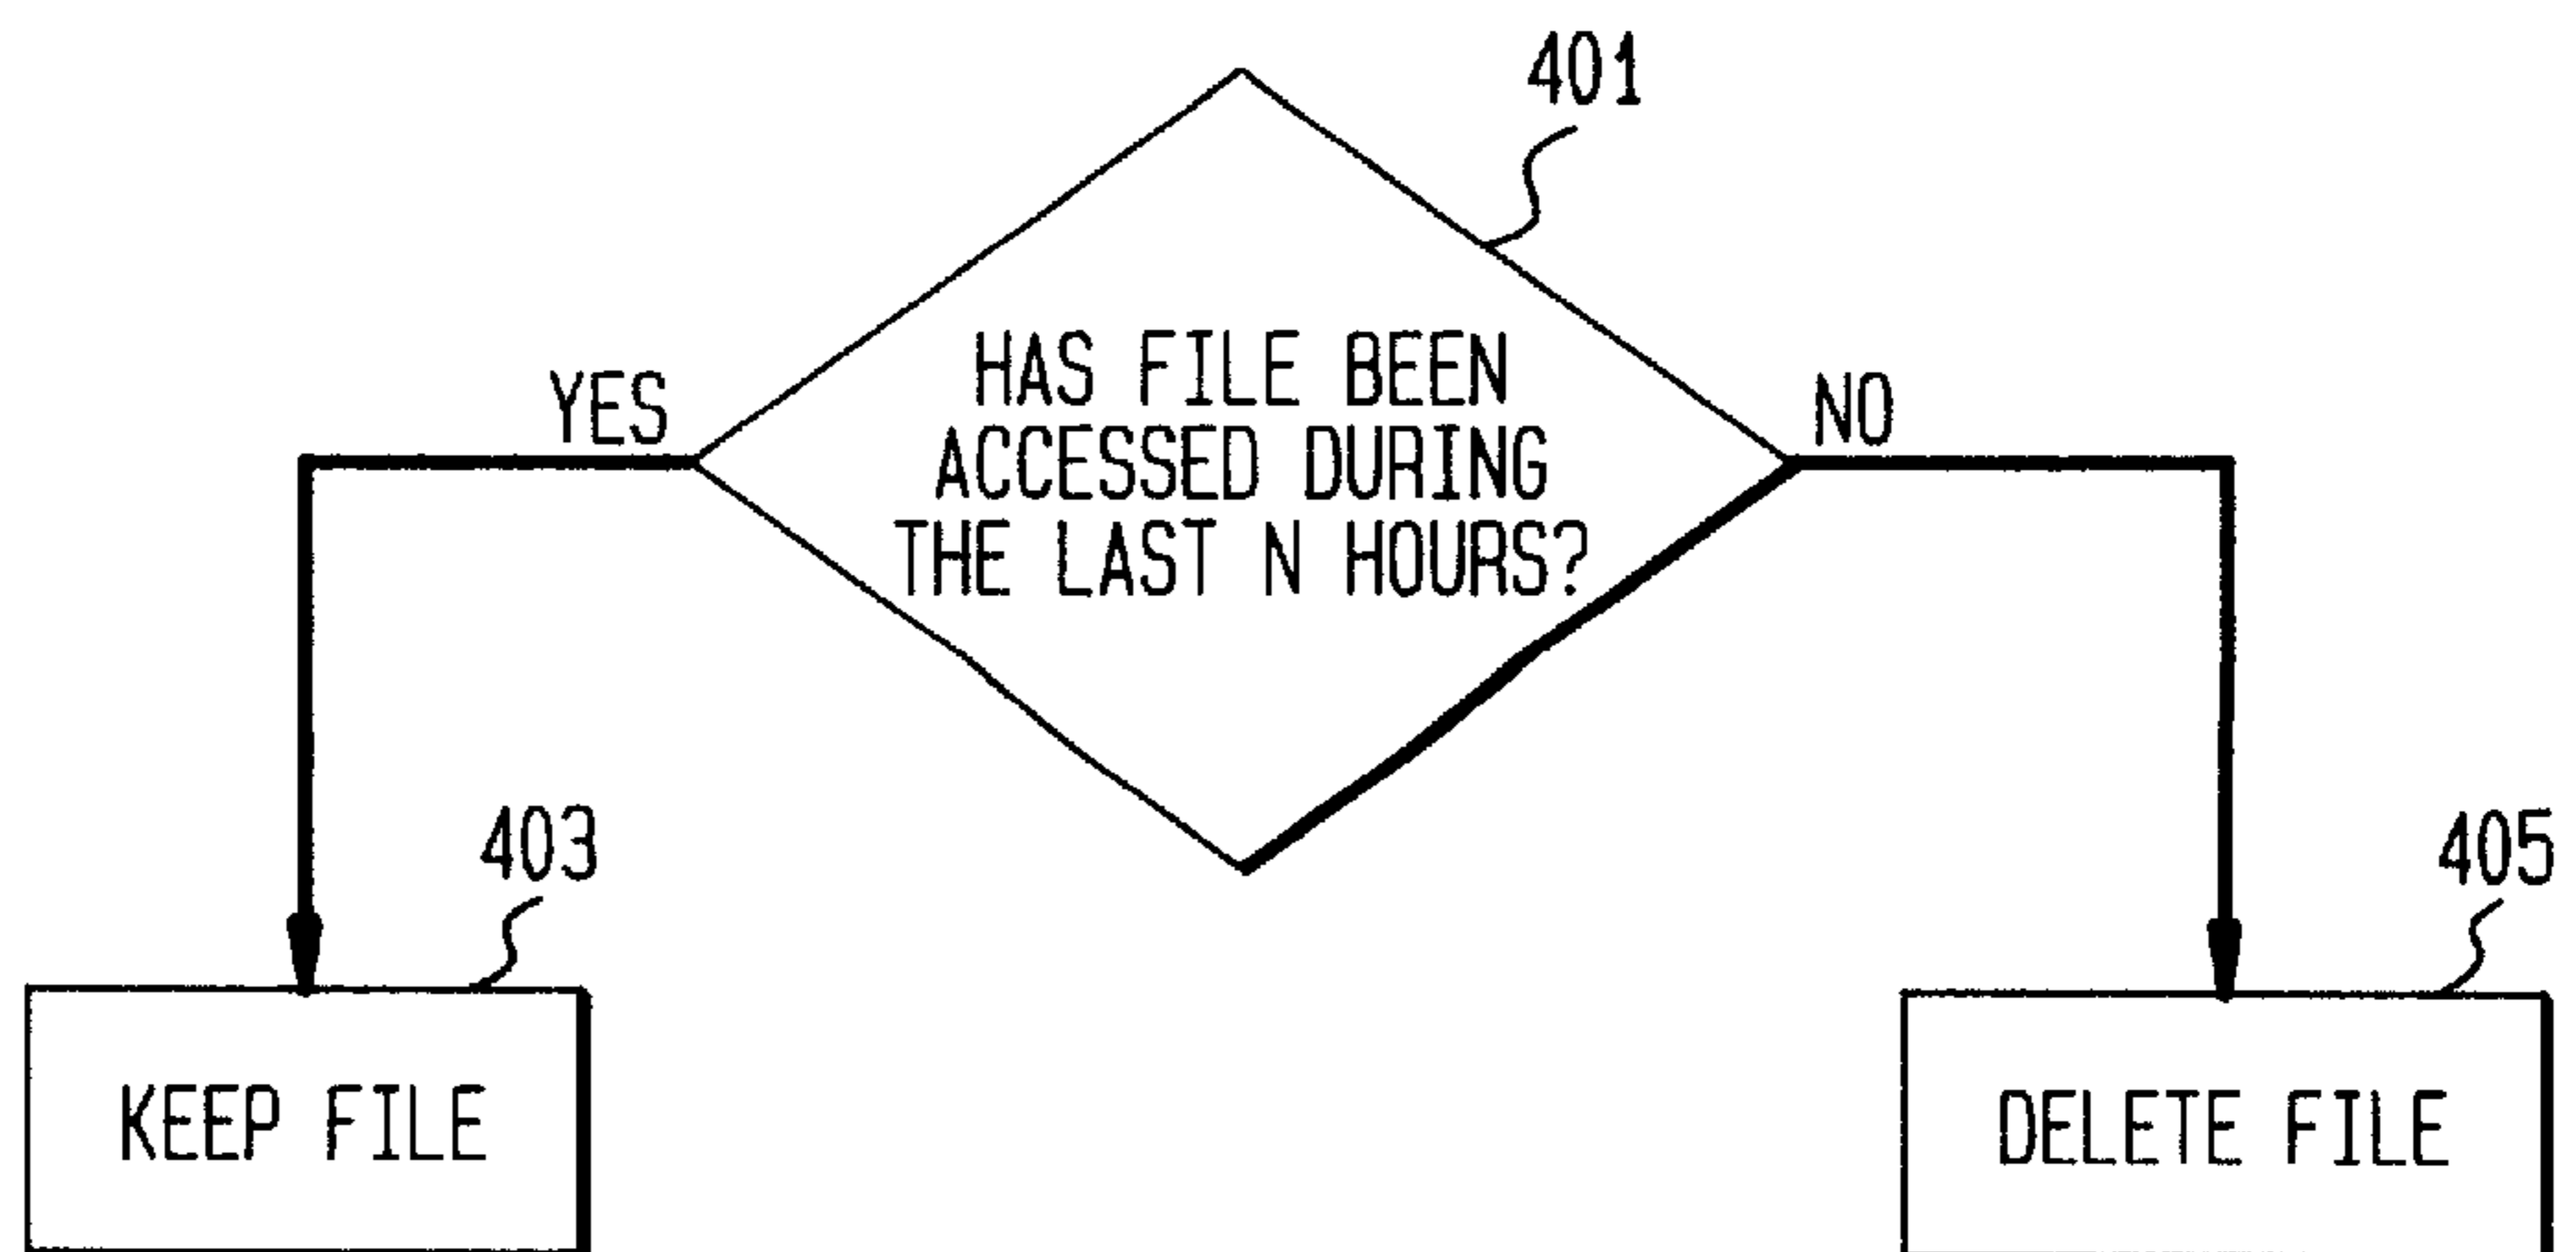 401
HAS FILE BEEN
ACCESSED DURING
THE LAST N HOURS?
YES
NO
403
405
KEEP FILE
DELETE FILE